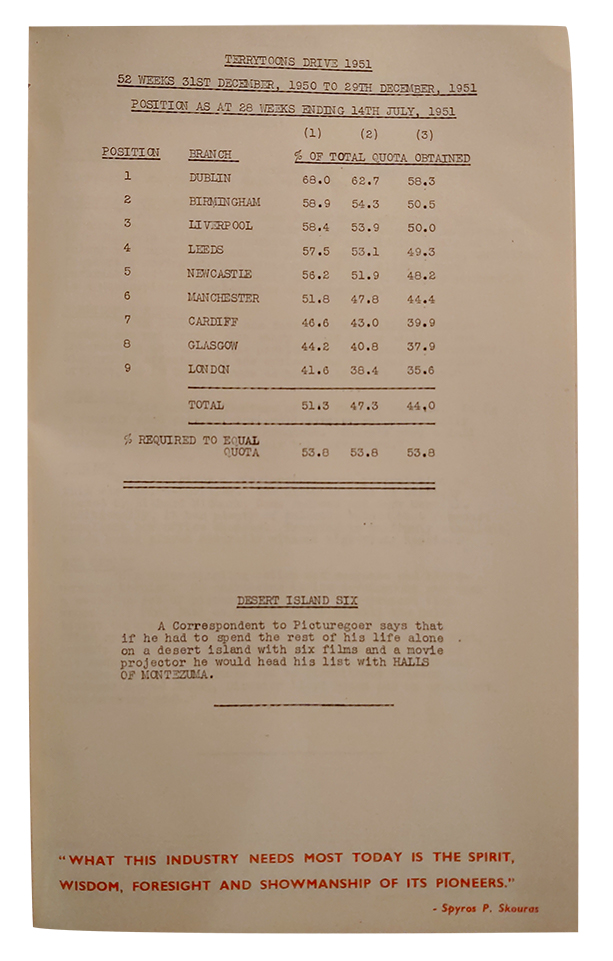 TERRYTOONS DRIVE 1951
52 WEEKS 31ST DECEMBER, 1950 TO 29TH DECEMBER, 1951
POSITION AS AT 28 WEEKS ENDING 14TH JULY, 1951
(1) (2) (3)
POSITION BRANCH % OF TOTAL QUOTA OBTAINED
1 DUBLIN 68.0 62.7 58.3
2 BIRMINGHAM 58.9 54.3 50.5
3 LIVERPOOL 58.4 53.9 50.0
4 LEEDS 57.5 53.1 49.3
5 NEWCASTLE 56.2 51.9 48.2
6 MANCHESTER 51.8 47.8 44.4
7 CARDIFF 46.6 43.0 39.9
8 GLASGOW 44.2 40.8 37.9
9 LONDON 41.6 38.4 35.6
TOTAL 51.3 47.3 44,0
% REQUIRED TO EQUAL
QUOTA 53.8 53.8 53.8
DESERT ISLAND SIX
A Correspondent to Picturegoer says that
if he had to spend the rest of his life alone
on a desert island with six films and a movie
projector he would head his list with HALLS
OF MONTEZUMA.
"WHAT THIS INDUSTRY NEEDS MOST TODAY IS THE SPIRIT,
WISDOM, FORESIGHT AND SHOWMANSHIP OF ITS PIONEERS."
- Spyros P. Skouras